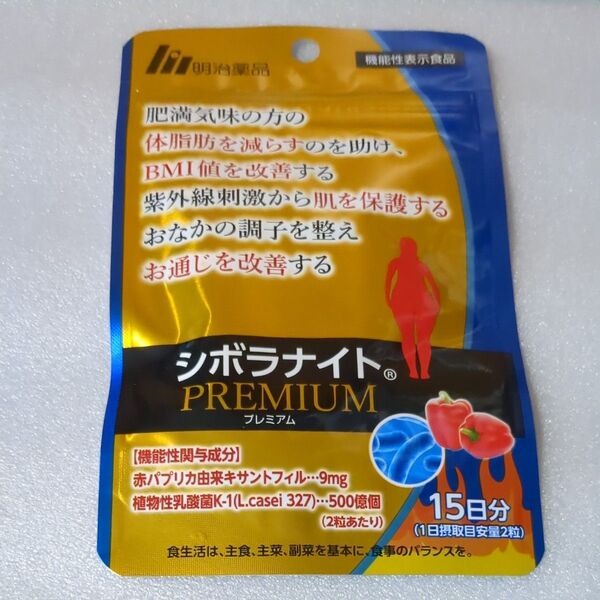 明治薬品
機能性表示食品
肥満気味の方の
体脂肪を減らすのを助け、
BMI値を改善する
紫外線刺激から肌を保護する
おなかの調子を整え
お通じを改善する
シボラナイト®
PREMIUM
プレミアム
【機能性関与成分】
赤パプリカ由来キサントフィル…9mg
植物性乳酸菌K-1(L.casei 327)…500億個
(2粒あたり)
15日分
(1日摂取目安量2粒)
食生活は、主食、主菜、副菜を基本に、食事のバランスを。